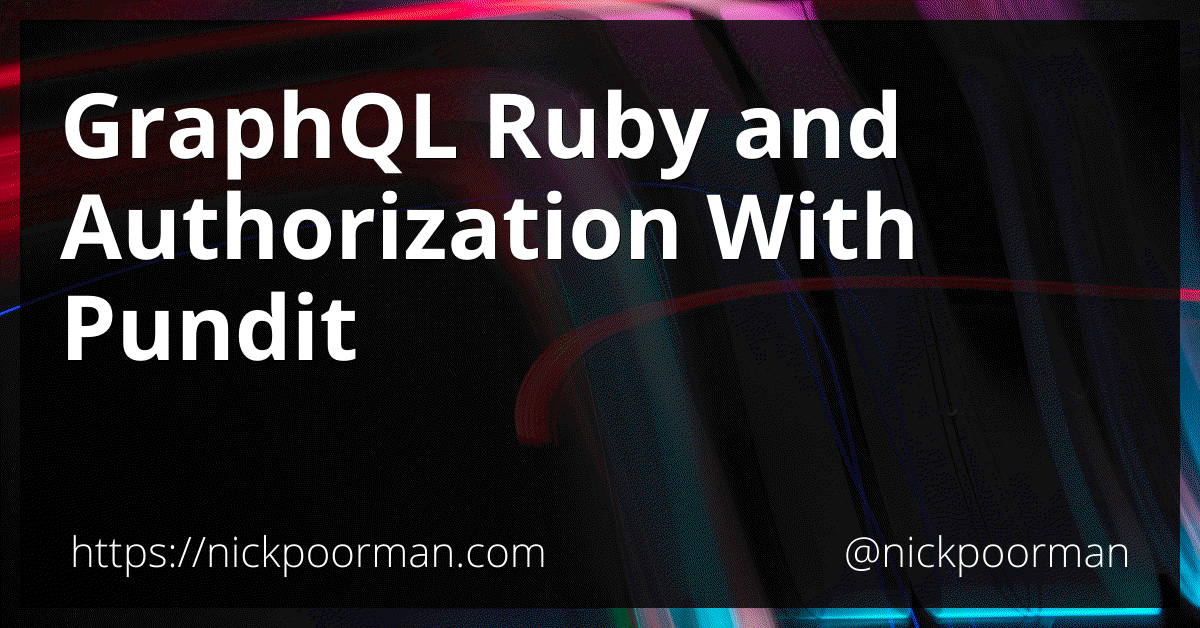 GraphQL Ruby and
Authorization With
Pundit
https://nickpoorman.com
@nickpoorman